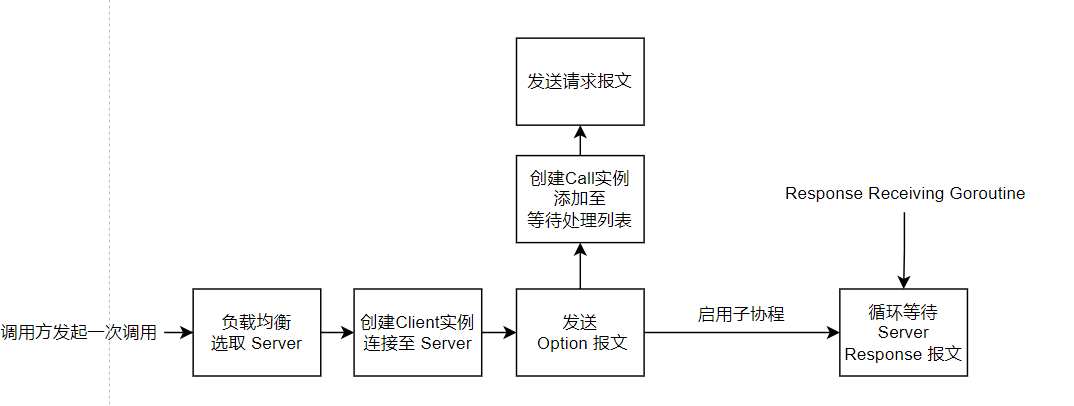 发送请求报文
创建Call实例
添加至
等待处理列表
Response Receiving Goroutine
调用方发起一次调用
负载均衡
选取 Server
创建Client实例
连接至 Server
发送
Option 报文
启用子协程
循环等待
Server
Response 报文